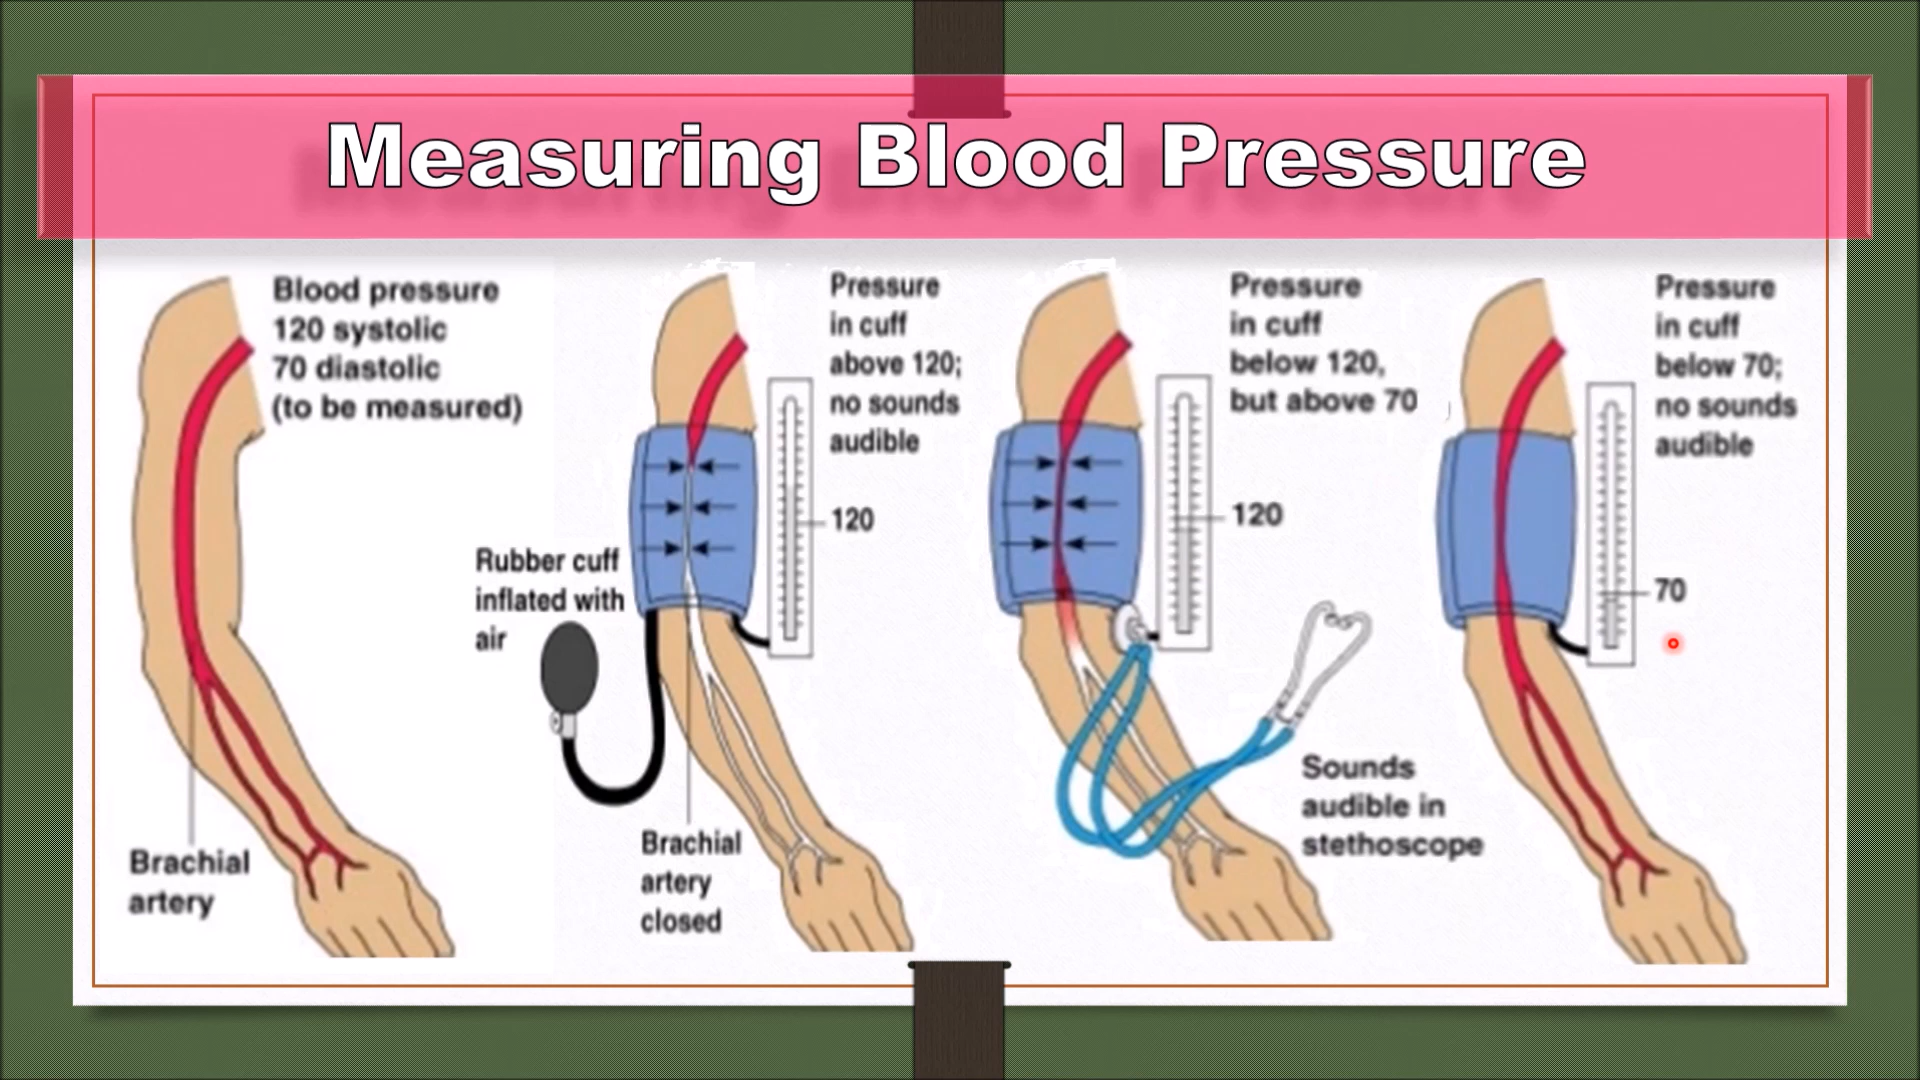 Measuring Blood Pressure
Blood pressure
120 systolic
70 diastolic
(to be measured)
Brachial
artery
Pressure
in cuff
above 120;
no sounds
audible
120
Rubber cuff
inflated with
air
Brachial
artery
closed
Pressure
in cuff
below 120,
but above 70
120
Sounds
audible in
stethoscope
Pressure
in cuff
below 70;
no sounds
audible
70